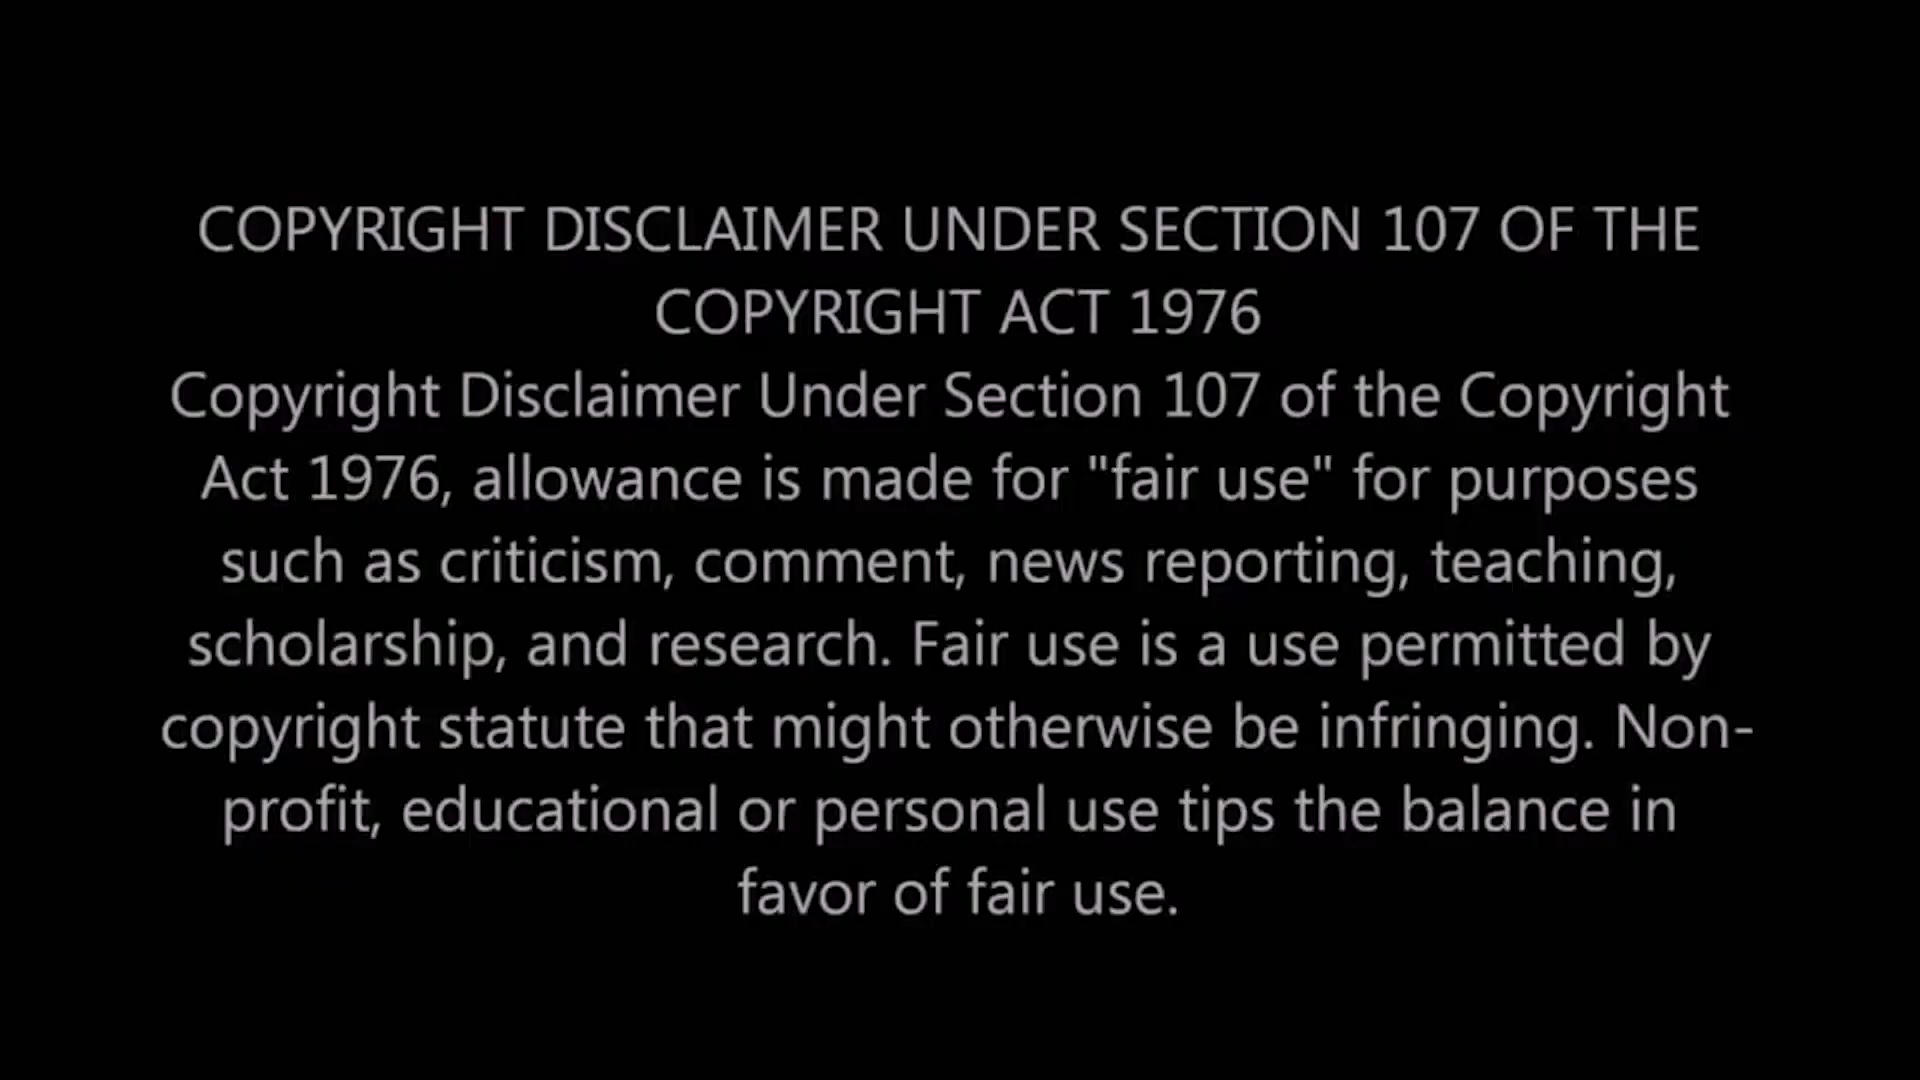 COPYRIGHT DISCLAIMER UNDER SECTION 107 OF THE
COPYRIGHT ACT 1976
Copyright Disclaimer Under Section 107 of the Copyright
Act 1976, allowance is made for "fair use" for purposes
such as criticism, comment, news reporting, teaching,
scholarship, and research. Fair use is a use permitted by
copyright statute that might otherwise be infringing. Non-
profit, educational or personal use tips the balance in
favor of fair use.